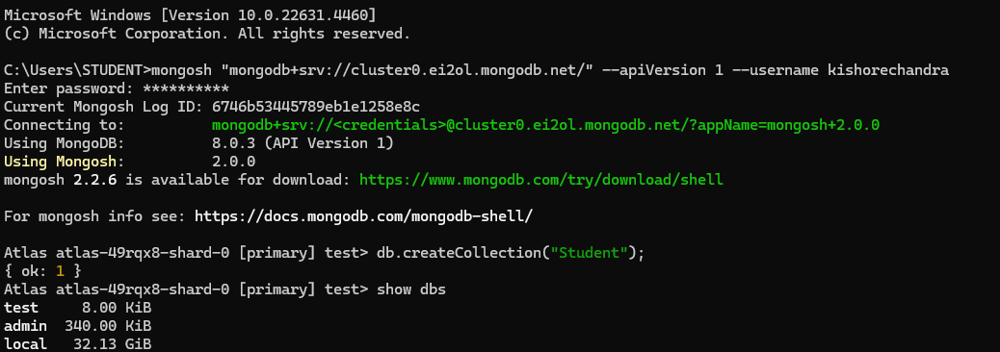 Microsoft Windows [Version 10.0.22631.4460]
(c) Microsoft Corporation. All rights reserved.
C:\Users\STUDENT>mongosh "mongodb+srv://cluster0.ei2ol.mongodb.net/" --apiVersion 1 --username kishorechandra
Enter password: **********
Current Mongosh Log ID: 6746b53445789eb1e1258e8c
Connecting to:          mongodb+srv://<credentials>@cluster0.ei2ol.mongodb.net/?appName=mongosh+2.0.0
Using MongoDB:          8.0.3 (API Version 1)
Using Mongosh:          2.0.0
mongosh 2.2.6 is available for download: https://www.mongodb.com/try/download/shell
For mongosh info see: https://docs.mongodb.com/mongodb-shell/
Atlas atlas-49rqx8-shard-0 [primary] test> db.createCollection("Student");
{ ok: 1 }
Atlas atlas-49rqx8-shard-0 [primary] test> show dbs
test     8.00 KiB
admin  340.00 KiB
local   32.13 GiB